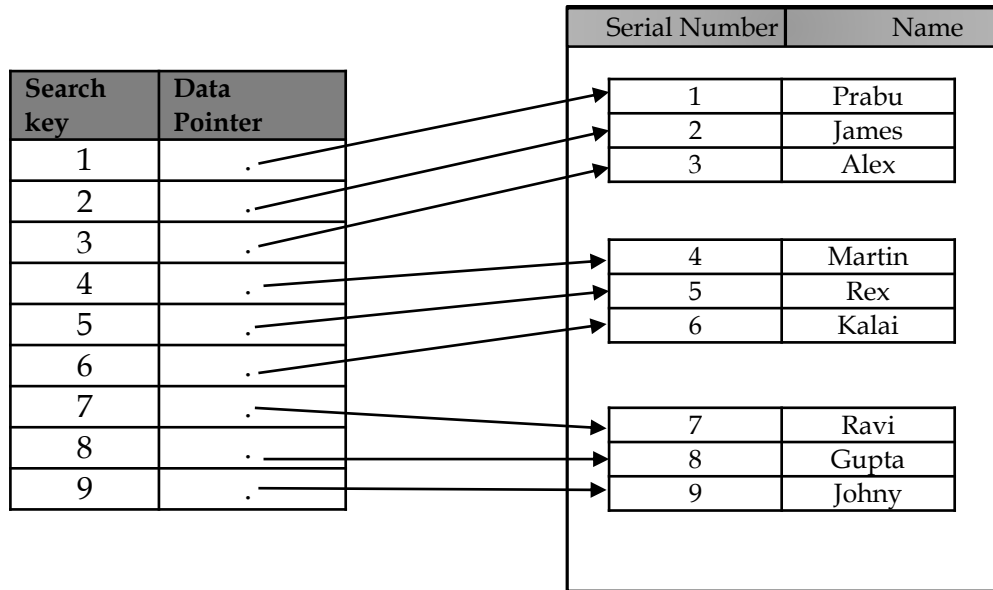 Serial Number Name
Search key Data Pointer
1 .
2 .
3 .
4 .
5 .
6 .
7 .
8 .
9 .
1 Prabu
2 James
3 Alex
4 Martin
5 Rex
6 Kalai
7 Ravi
8 Gupta
9 Johny